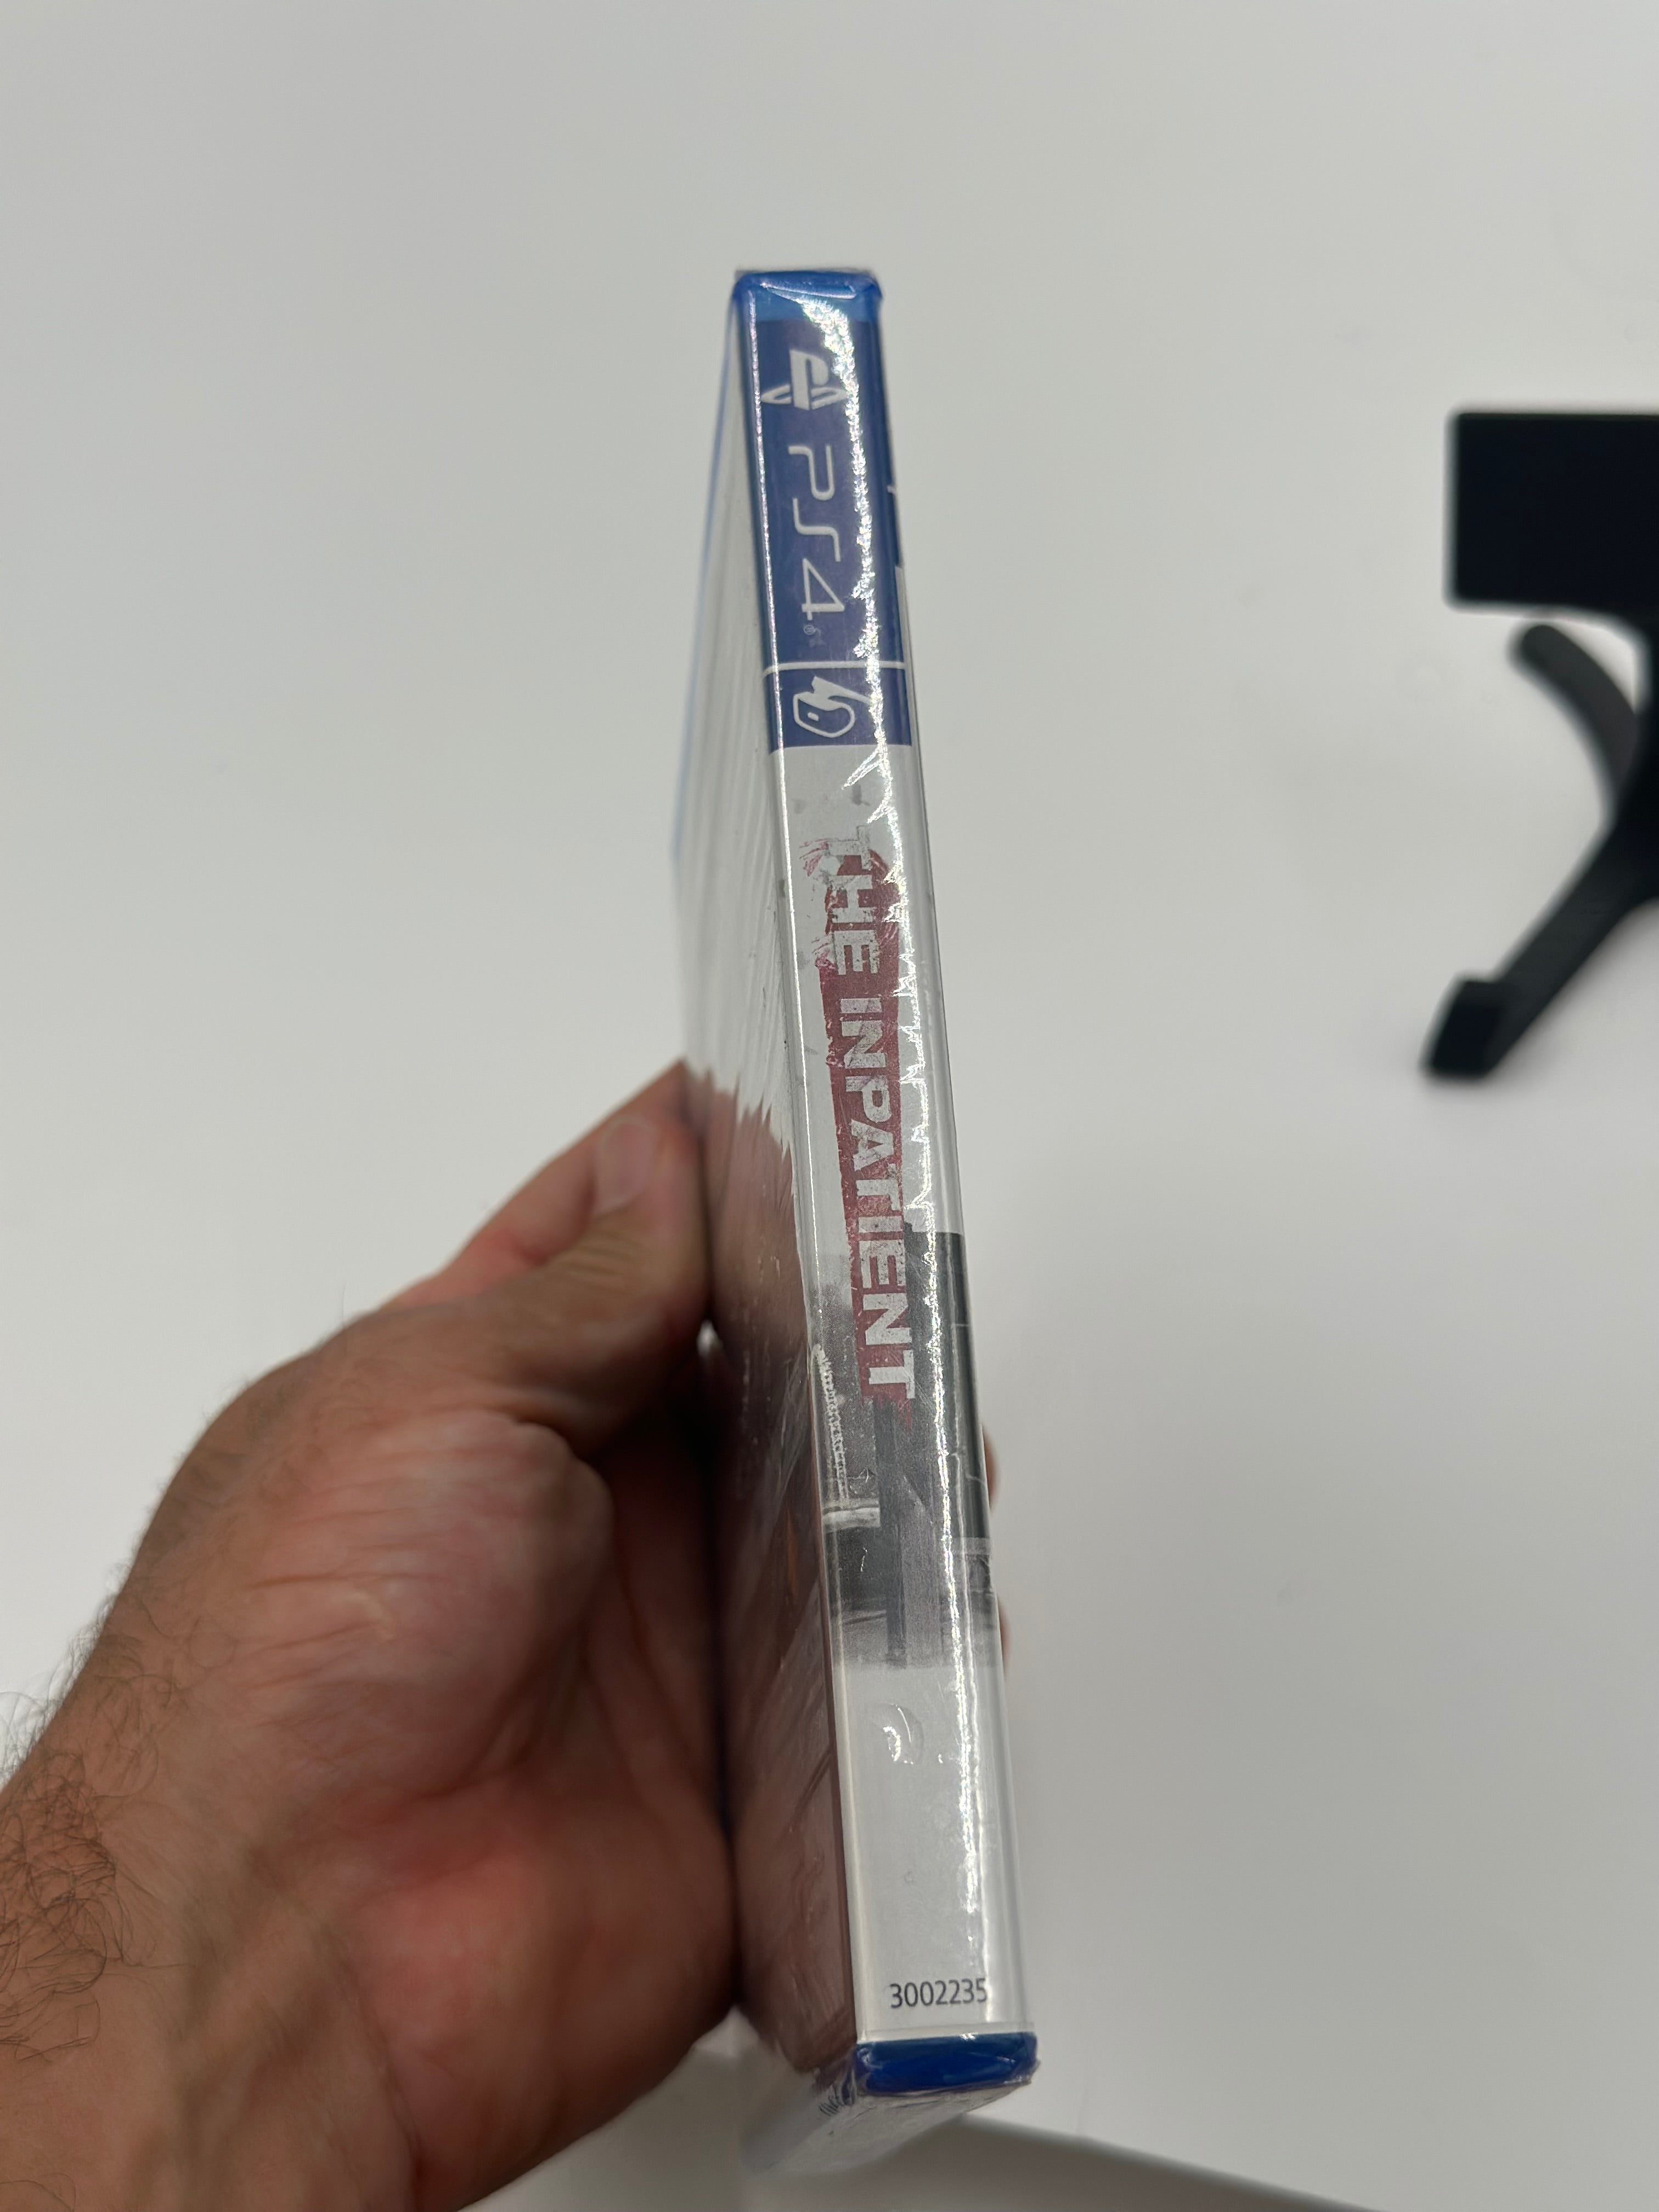 PS4
THE INPATIENT
3002235